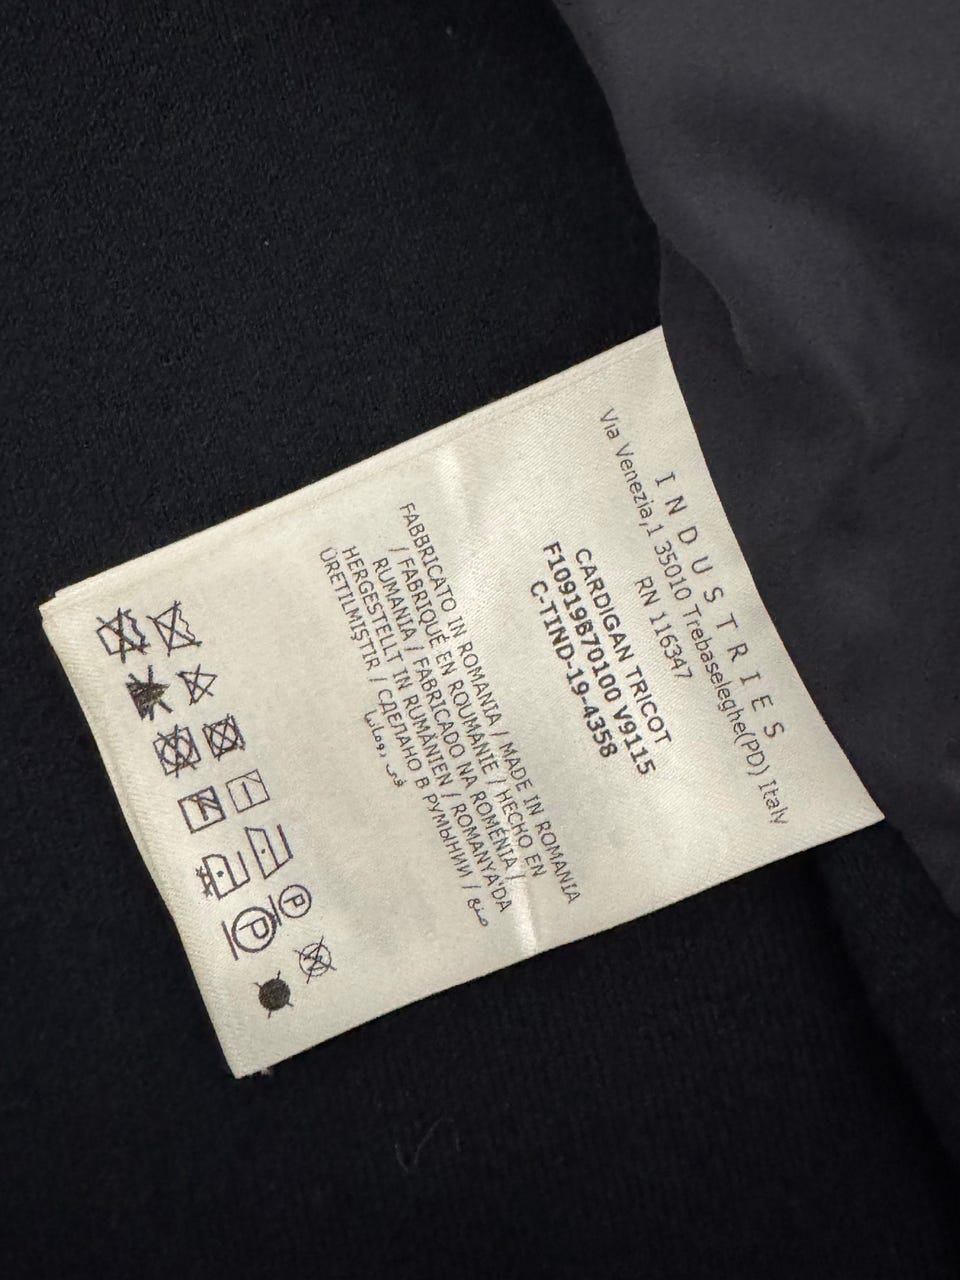 INDUSTRIES
Via Venezia,1 35010 Trebaseleghe(PD) Italy
RN 116347
CARDIGAN TRICOT
F10919B70100 V9115
C-TIND-19-4358
FABBRICATO IN ROMANIA / MADE IN ROMANIA
/ FABRIQUÉ EN ROUMANIE / HECHO EN
RUMANIA / FABRICADO NA ROMÉNIA /
HERGESTELLT IN RUMÄNIEN / ROMANYA'DA
ÜRETILMIŞTIR / СДЕЛАНО В РУМЫНИИ / صنع
في رومانيا
P
P